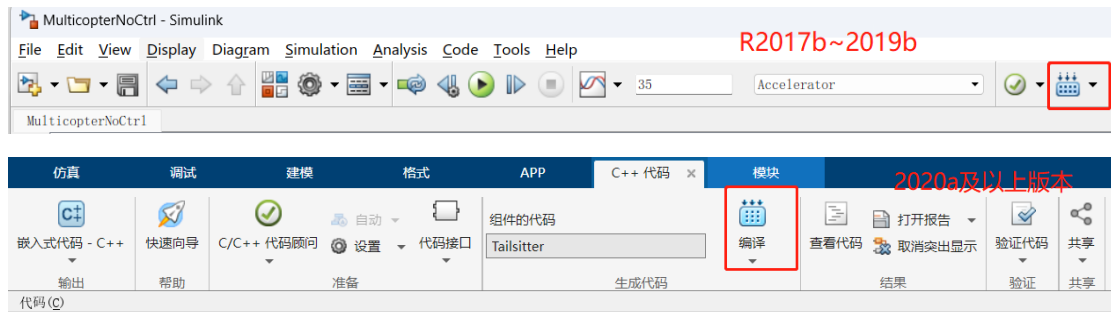 MulticopterNoCtrl - Simulink
File Edit View Display Diagram Simulation Analysis Code Tools Help
R2017b~2019b
35 Accelerator
MulticopterNoCtrl
仿真 调试 建模 格式 APP C++ 代码 × 模块
2020a及以上版本
嵌入式代码 - C++ 快速向导 C/C++ 代码顾问 自动 设置 代码接口 组件的代码 Tailsitter 编译 查看代码 打开报告 取消突出显示 验证代码 共享
输出 帮助 准备 生成代码 结果 验证 共享
代码(C)